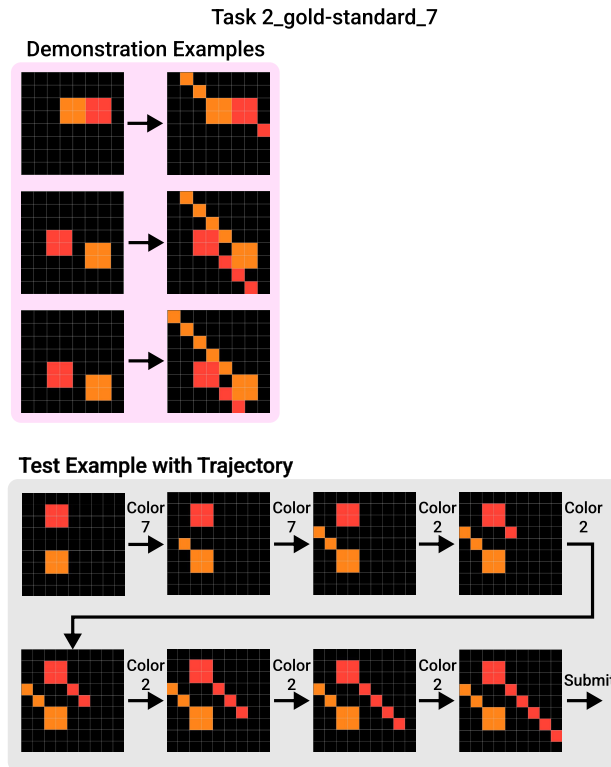 Task 2_gold-standard_7
Demonstration Examples
Test Example with Trajectory
Color
7
Color
7
Color
2
Color
2
Color
2
Color
2
Color
2
Submit